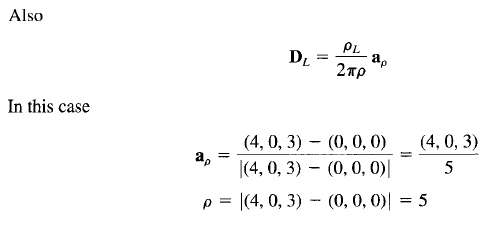 Also
D_L = ρ_L / 2πρ a_ρ
In this case
a_ρ = (4, 0, 3) − (0, 0, 0) / |(4, 0, 3) − (0, 0, 0)| = (4, 0, 3) / 5
ρ = |(4, 0, 3) − (0, 0, 0)| = 5